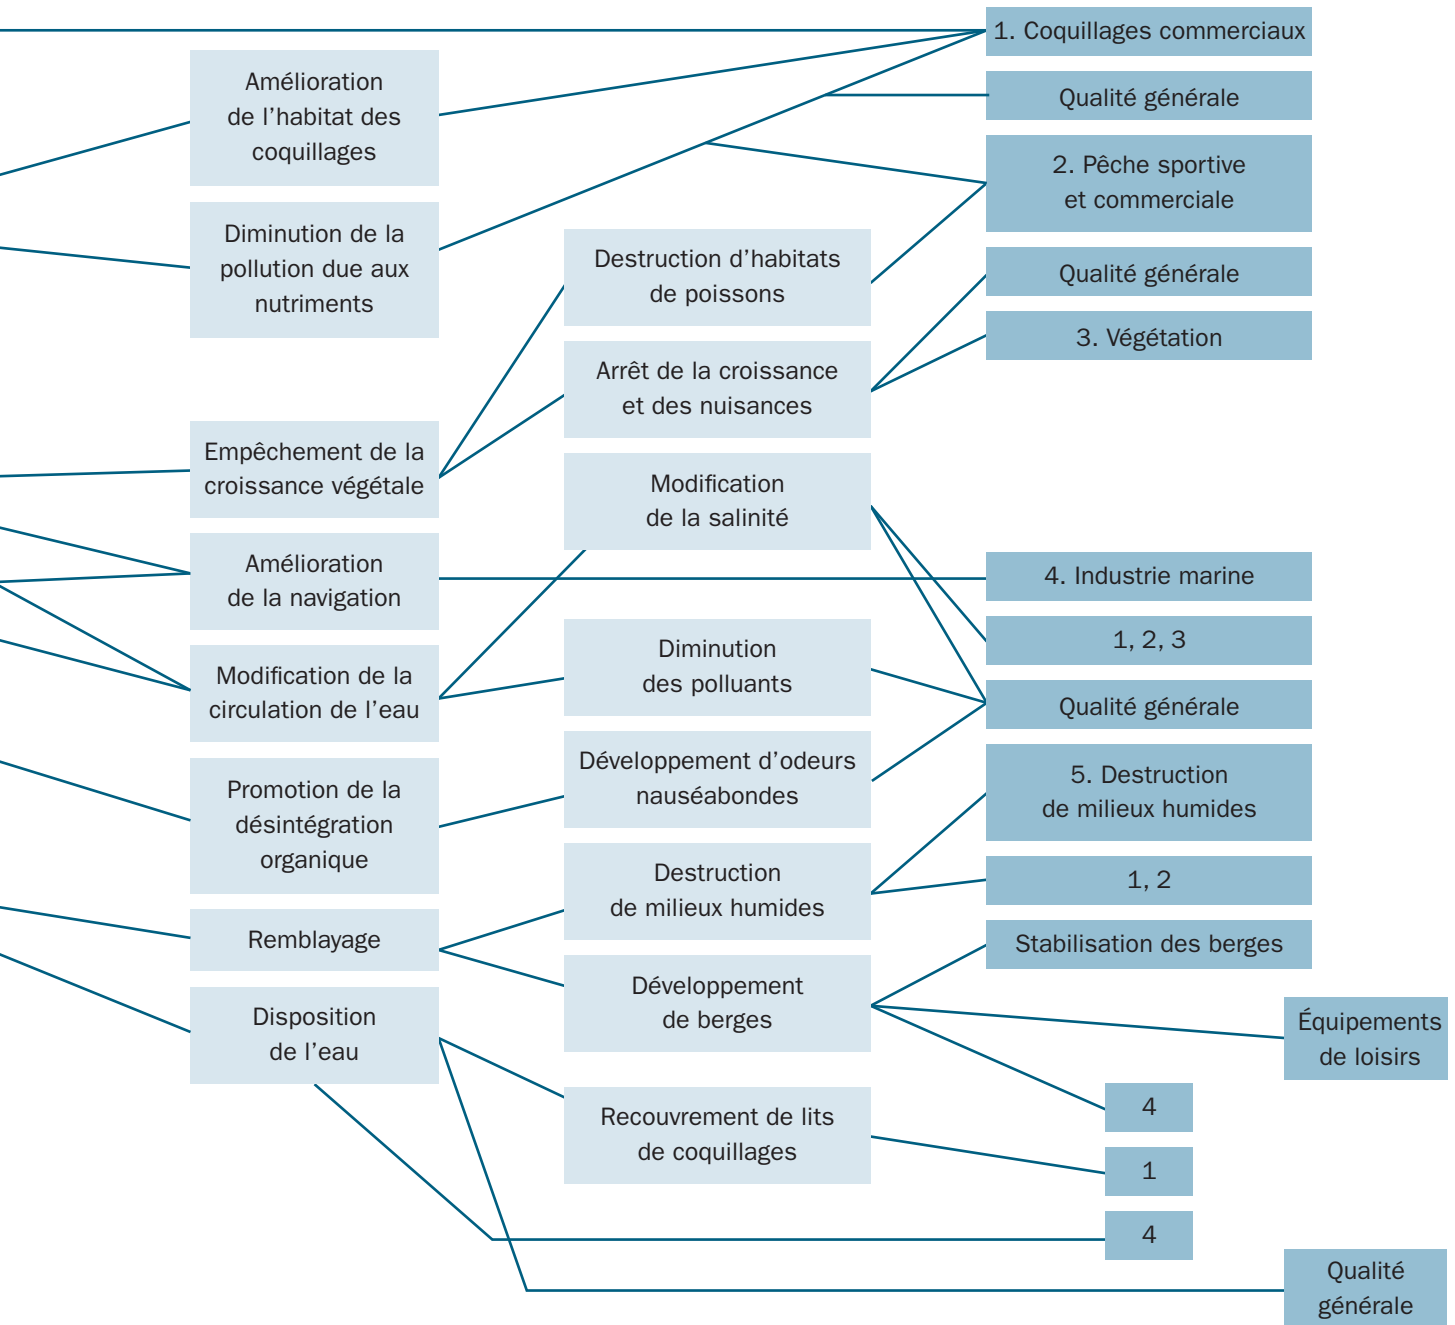 Amélioration
de l'habitat des
coquillages
Diminution de la
pollution due aux
nutriments
Empêchement de la
croissance végétale
Amélioration
de la navigation
Modification de la
circulation de l'eau
Promotion de la
désintégration
organique
Remblayage
Disposition
de l'eau
Destruction d'habitats
de poissons
Arrêt de la croissance
et des nuisances
Modification
de la salinité
Diminution
des polluants
Développement d'odeurs
nauséabondes
Destruction
de milieux humides
Développement
de berges
Recouvrement de lits
de coquillages
1. Coquillages commerciaux
Qualité générale
2. Pêche sportive
et commerciale
Qualité générale
3. Végétation
4. Industrie marine
1, 2, 3
Qualité générale
5. Destruction
de milieux humides
1, 2
Stabilisation des berges
Équipements
de loisirs
4
1
4
Qualité
générale